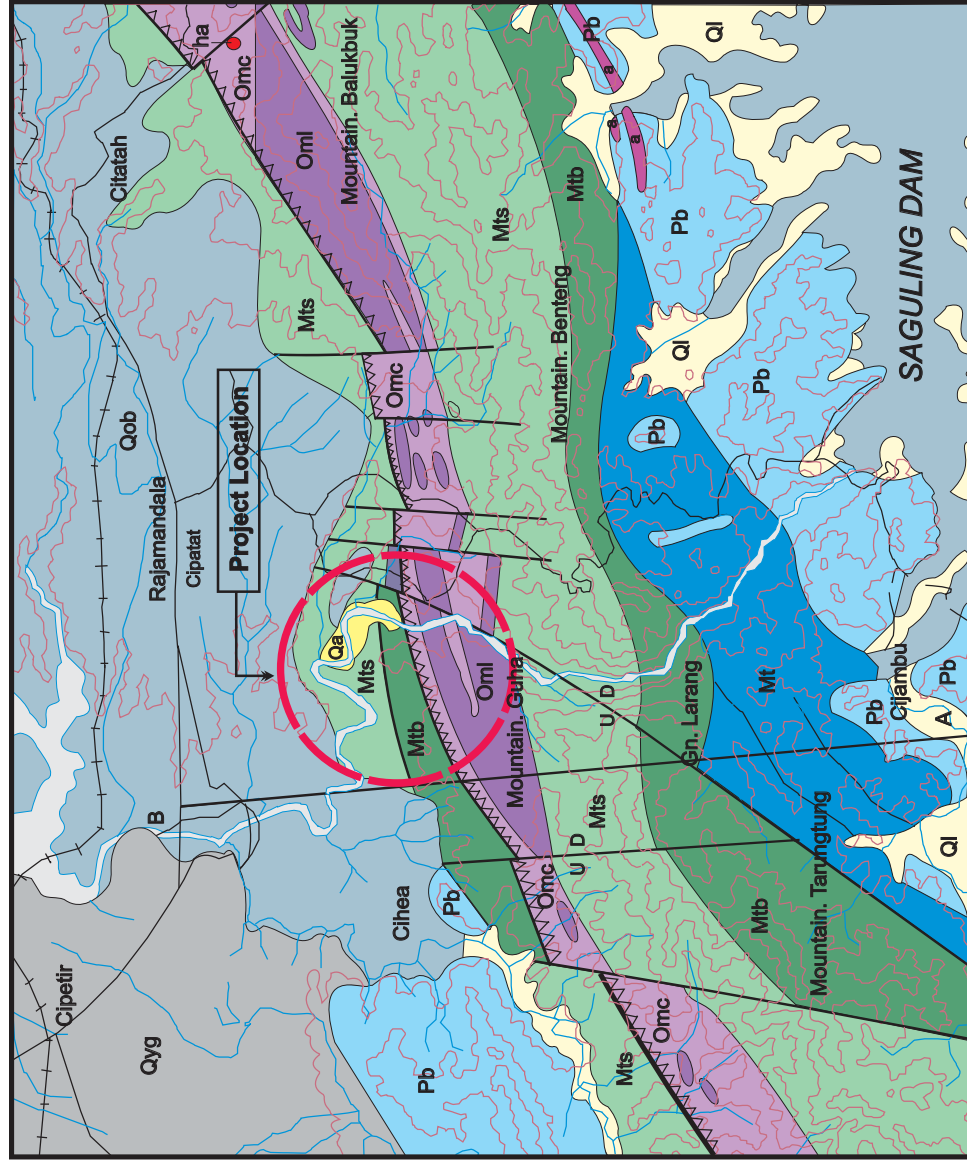 Cipetir
Citatah
Qob
Qyg
B
Rajamandala
Cipatat
ha
Project Location
Omc
Oml
Mts
Qa
Mountain. Balukbuk
Mts
Omc
Cihea
Mtb
Pb
Pb
Oml
Mts
Mountain. Guha
Omc
Mountain. Benteng
Mtb
U D
Pb
Mts
U D
a
a
a
Mts
Omc
Pb
Ql
Pb
Gn. Larang
Ql
Mtb
Pb
Mt
Mountain. Tarungtung
Pb
Cijambu
SAGULING DAM
A
Ql
Pb